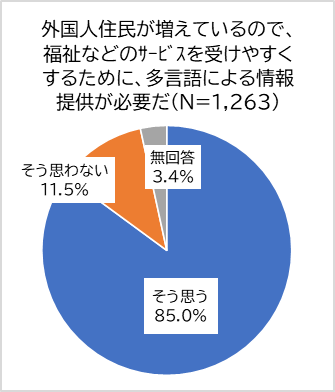 外国人住民が増えているので、
福祉などのｻｰﾋﾞｽを受けやすく
するために、多言語による情報
提供が必要だ(N=1,263)
無回答
3.4%
そう思わない
11.5%
そう思う
85.0%